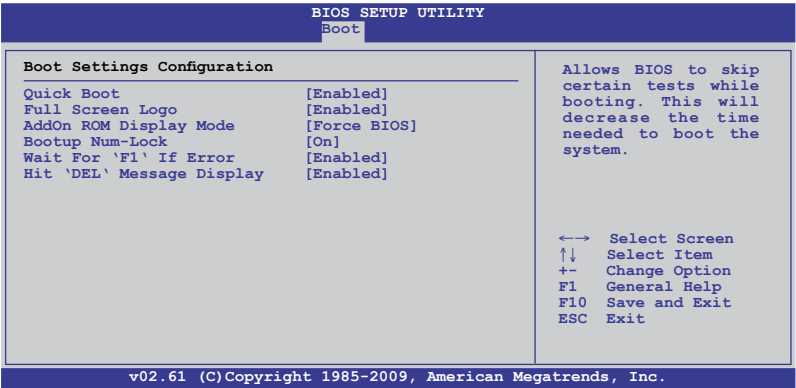 BIOS SETUP UTILITY
Boot
Boot Settings Configuration
Quick Boot [Enabled]
Full Screen Logo [Enabled]
AddOn ROM Display Mode [Force BIOS]
Bootup Num-Lock [On]
Wait For ‘F1‘ If Error [Enabled]
Hit ‘DEL‘ Message Display [Enabled]
Allows BIOS to skip
certain tests while
booting. This will
decrease the time
needed to boot the
system.
←→ Select Screen
↑↓ Select Item
+- Change Option
F1 General Help
F10 Save and Exit
ESC Exit
v02.61 (C)Copyright 1985-2009, American Megatrends, Inc.